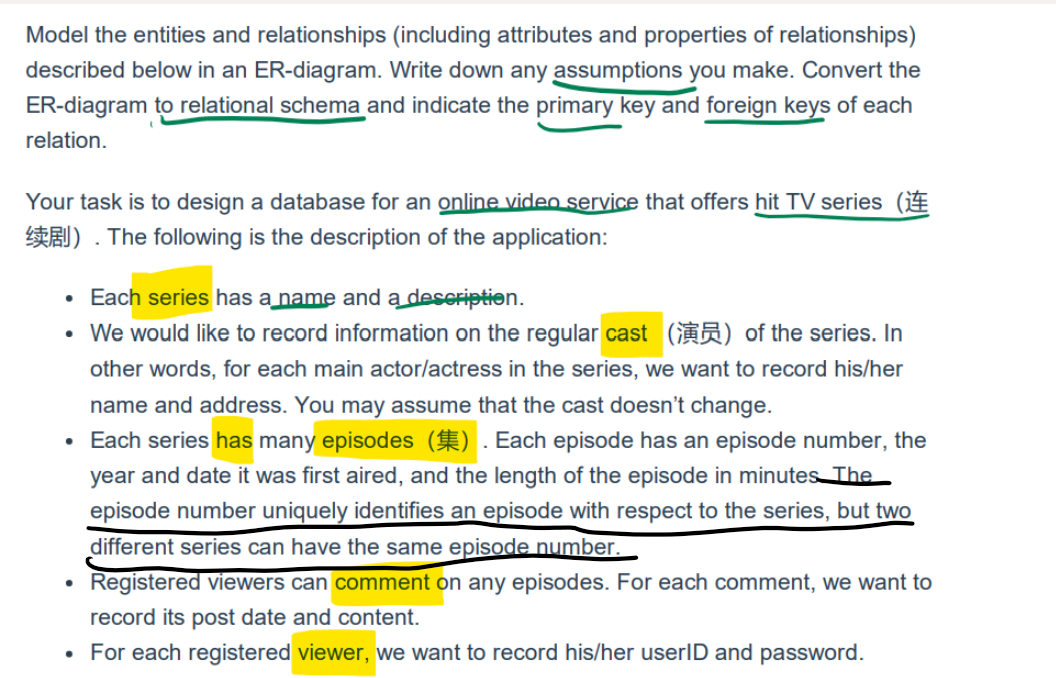 Model the entities and relationships (including attributes and properties of relationships)
described below in an ER-diagram. Write down any assumptions you make. Convert the
ER-diagram to relational schema and indicate the primary key and foreign keys of each
relation.
Your task is to design a database for an online video service that offers hit TV series（连
续剧）. The following is the description of the application:
• Each series has a name and a description.
• We would like to record information on the regular cast （演员）of the series. In
other words, for each main actor/actress in the series, we want to record his/her
name and address. You may assume that the cast doesn’t change.
• Each series has many episodes（集）. Each episode has an episode number, the
year and date it was first aired, and the length of the episode in minutes. The
episode number uniquely identifies an episode with respect to the series, but two
different series can have the same episode number.
• Registered viewers can comment on any episodes. For each comment, we want to
record its post date and content.
• For each registered viewer, we want to record his/her userID and password.